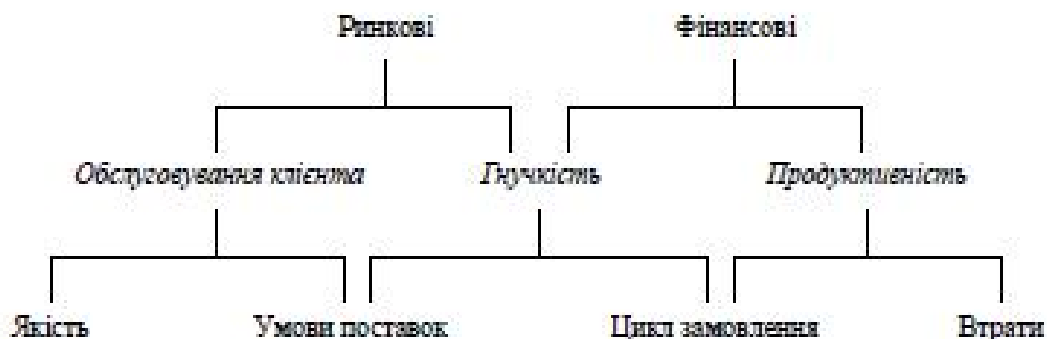 Ринкові Фінансові
Обслуговування клієнта Гнучкість Продуктивність
Якість Умови поставок Цикл замовлення Втрати